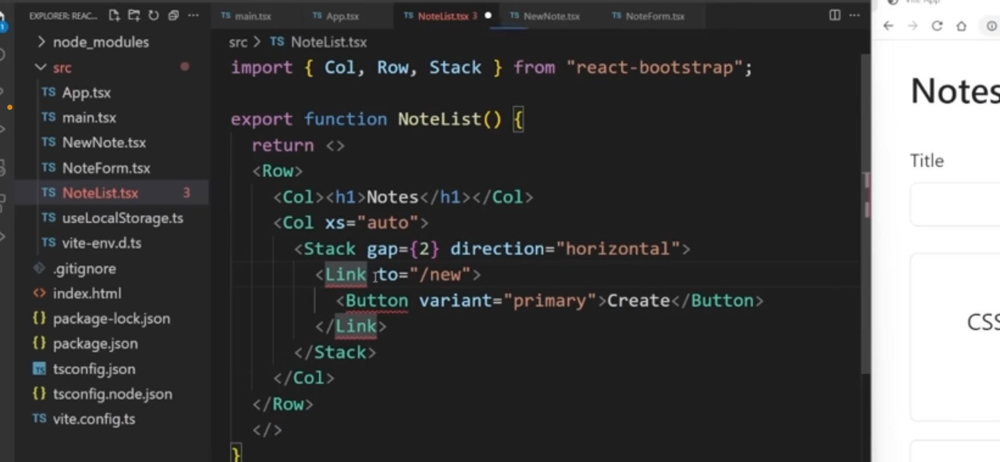 EXPLORER: REAC...
node_modules
src
TS App.tsx
TS main.tsx
TS NewNote.tsx
TS NoteForm.tsx
TS NoteList.tsx 3
TS useLocalStorage.ts
TS vite-env.d.ts
.gitignore
<> index.html
{} package-lock.json
{} package.json
TS tsconfig.json
{} tsconfig.node.json
TS vite.config.ts
1
TS main.tsx TS App.tsx TS NoteList.tsx 3 TS NewNote.tsx TS NoteForm.tsx
src > TS NoteList.tsx
import { Col, Row, Stack } from "react-bootstrap";
export function NoteList() {
return <>
<Row>
<Col><h1>Notes</h1></Col>
<Col xs="auto">
<Stack gap={2} direction="horizontal">
<Link to="/new">
<Button variant="primary">Create</Button>
</Link>
</Stack>
</Col>
</Row>
</>
}
Vite App
Notes
Title
CSS